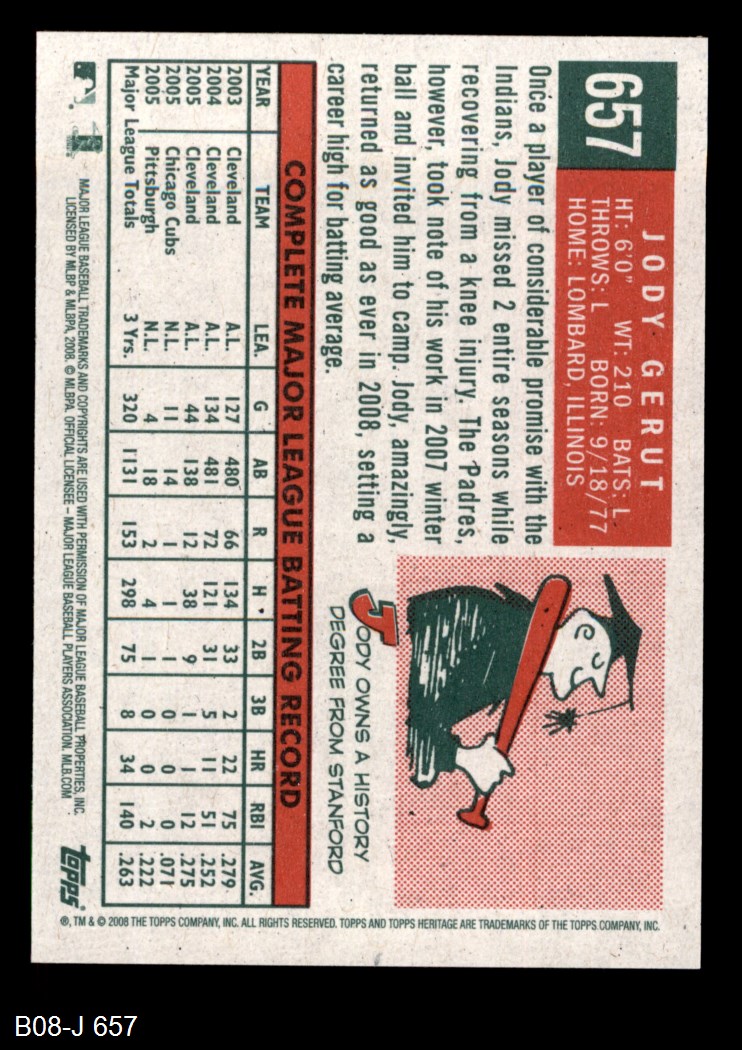 657
JODY GERUT
HT: 6'0" WT: 210 BATS: L
THROWS: L BORN: 9/18/77
HOME: LOMBARD, ILLINOIS
Once a player of considerable promise with the
Indians, Jody missed 2 entire seasons while
recovering from a knee injury. The Padres,
however, took note of his work in 2007 winter
ball and invited him to camp. Jody, amazingly,
returned as good as ever in 2008, setting a
career high for batting average.
JODY OWNS A HISTORY
DEGREE FROM STANFORD
COMPLETE MAJOR LEAGUE BATTING RECORD
YEAR TEAM LEA. G AB R H 2B 3B HR RBI AVG.
2003 Cleveland A.L. 127 480 66 134 33 2 22 75 .279
2004 Cleveland A.L. 134 481 72 121 31 5 11 51 .252
2005 Cleveland A.L. 44 138 12 38 9 1 1 12 .275
2005 Chicago Cubs N.L. 11 14 1 1 0 0 0 0 .071
2005 Pittsburgh N.L. 4 18 2 4 1 0 0 2 .222
Major League Totals 3 Yrs. 320 1131 153 298 75 8 34 140 .263
MAJOR LEAGUE BASEBALL TRADEMARKS AND COPYRIGHTS ARE USED WITH PERMISSION OF MAJOR LEAGUE BASEBALL PROPERTIES, INC.
LICENSED BY MLBP & MLBPA, 2008. © MLBPA. OFFICIAL LICENSEE – MAJOR LEAGUE BASEBALL PLAYERS ASSOCIATION. MLB.COM
topps
®, TM & © 2008 THE TOPPS COMPANY, INC. ALL RIGHTS RESERVED. TOPPS AND TOPPS HERITAGE ARE TRADEMARKS OF THE TOPPS COMPANY, INC.
B08-J 657